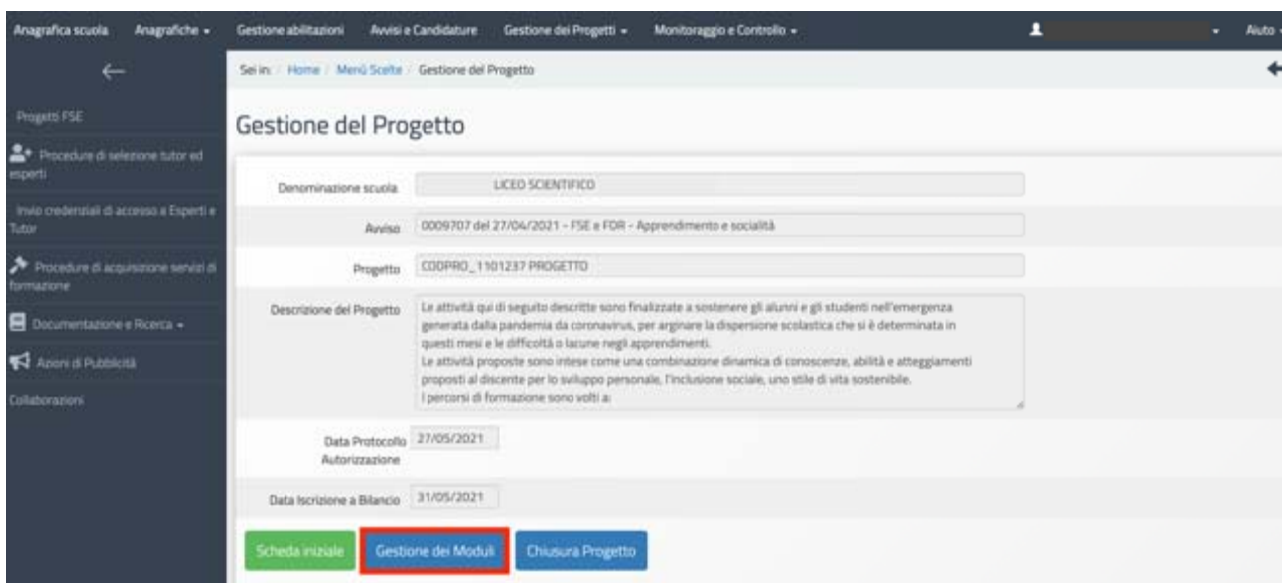 Anagrafica scuola Anagrafiche Gestione abilitazioni Avvisi e Candidature Gestione dei Progetti Monitoraggio e Controllo Aiuto
Sei in: / Home / Menù Scelte / Gestione del Progetto
Progetti FSE
Procedure di selezione tutor ed
esperti
Invio credenziali di accesso a Esperti e
Tutor
Procedure di acquisizione servizi di
formazione
Documentazione e Ricerca
Azioni di Pubblicità
Collaborazioni
Gestione del Progetto
Denominazione scuola LICEO SCIENTIFICO
Avviso 0009707 del 27/04/2021 - FSE e FDR - Apprendimento e socialità
Progetto CODPRO_1101237 PROGETTO
Descrizione del Progetto Le attività qui di seguito descritte sono finalizzate a sostenere gli alunni e gli studenti nell'emergenza
generata dalla pandemia da coronavirus, per arginare la dispersione scolastica che si è determinata in
questi mesi e le difficoltà o lacune negli apprendimenti.
Le attività proposte sono intese come una combinazione dinamica di conoscenze, abilità e atteggiamenti
proposti al discente per lo sviluppo personale, l'inclusione sociale, uno stile di vita sostenibile.
I percorsi di formazione sono volti a:
Data Protocollo 27/05/2021
Autorizzazione
Data Iscrizione a Bilancio 31/05/2021
Scheda iniziale Gestione dei Moduli Chiusura Progetto